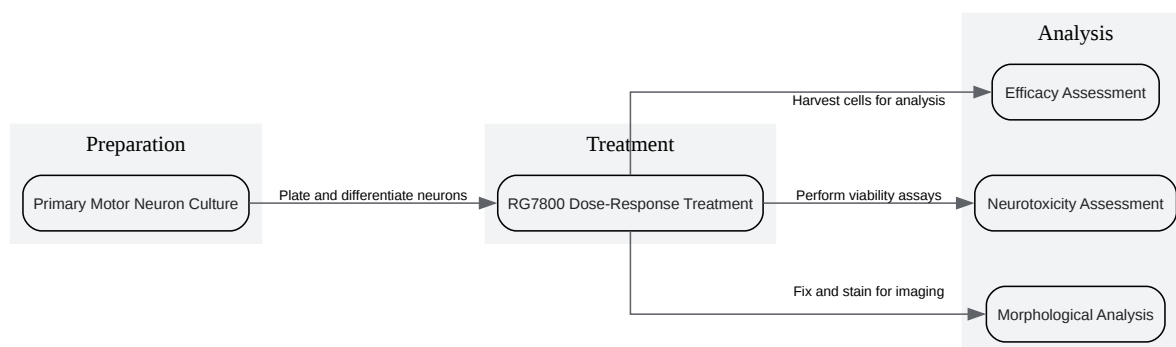 Analysis
Efficacy Assessment
Harvest cells for analysis
Preparation
Treatment
Primary Motor Neuron Culture
Plate and differentiate neurons
RG7800 Dose-Response Treatment
Perform viability assays
Neurotoxicity Assessment
Fix and stain for imaging
Morphological Analysis